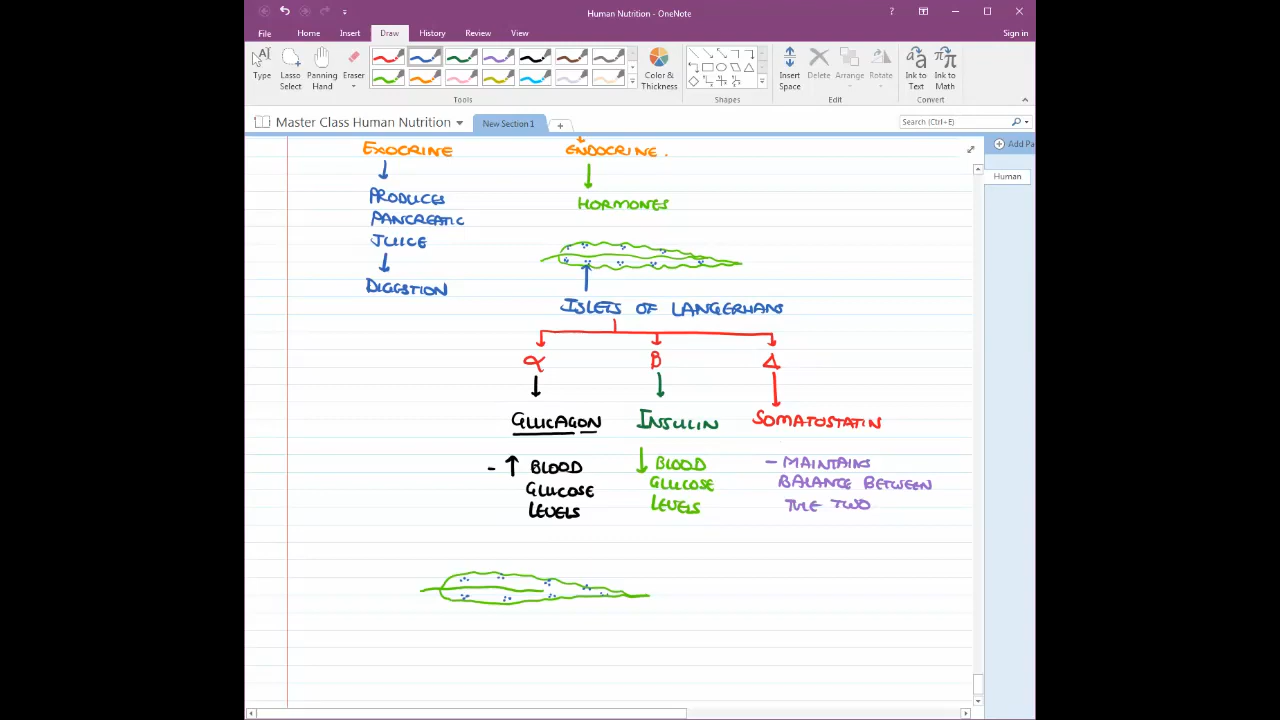 Human Nutrition - OneNote
File Home Insert Draw History Review View Sign in
Type
Lasso Select
Panning Hand
Eraser
Color & Thickness
Insert Space
Delete
Arrange
Rotate
Ink to Text
Ink to Math
Tools
Shapes
Edit
Convert
Master Class Human Nutrition
New Section 1
Search (Ctrl+E)
Add Pa
Human
EXOCRINE
ENDOCRINE.
PRODUCES
PANCREATIC
JUICE
HORMONES
DIGESTION
ISLETS OF LANGERHANS
α β Δ
GLUCAGON INSULIN SOMATOSTATIN
- ↑ BLOOD
GLUCOSE
LEVELS
↓ BLOOD
GLUCOSE
LEVELS
- MAINTAINS
BALANCE BETWEEN
THE TWO